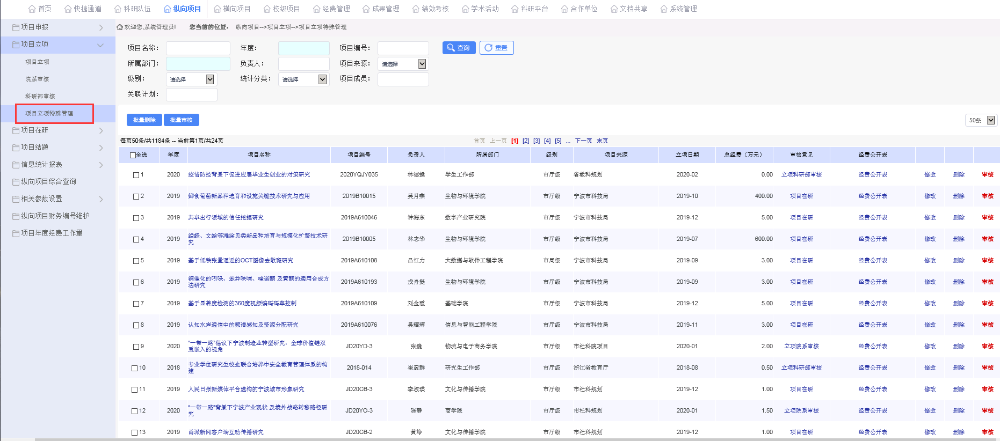 首页 快捷通道 科研队伍 纵向项目 横向项目 校级项目 经费管理 成果管理 绩效考核 学术活动 科研平台 合作单位 文档共享 系统管理
项目申报
项目立项
项目立项
院系审核
科研部审核
项目立项特殊管理
项目在研
项目结题
信息统计报表
纵向项目综合查询
相关参数设置
纵向项目财务编号维护
项目年度经费工作量
欢迎您,系统管理员! 您当前的位置: 纵向项目-->项目立项-->项目立项特殊管理
项目名称: 年度: 项目编号: 查询 重置
所属部门: 负责人: 项目来源: 请选择
级别: 请选择 统计分类: 请选择 项目成员:
关联计划:
批量删除 批量审核 50条
每页50条/共1184条 -- 当前第1页/共24页 首页 上一页 [1] [2] [3] [4] [5] ... 下一页 末页
全选 年度 项目名称 项目编号 负责人 所属部门 级别 项目来源 立项日期 总经费（万元） 审核意见 经费公开表
1 2020 疫情防控背景下促进应届毕业生创业的对策研究 2020YQJY035 林德操 学生工作部 市厅级 省教科规划 2020-02 0.00 立项科研部审核 经费公开表 修改 删除 审核
2 2019 鲜食葡萄新品种选育和设施关键技术研究与应用 2019B10015 吴月燕 生物与环境学院 市厅级 宁波市科技局 2019-10 400.00 项目在研 经费公开表 修改 删除 审核
3 2019 共享出行领域的信任挖掘研究 2019A610046 钟海东 数字产业研究院 市厅级 宁波市科技局 2019-12 5.00 项目在研 经费公开表 修改 删除 审核
4 2019 缢蛏、文蛤等滩涂贝类新品种培育与规模化扩繁技术研究 2019B10005 林志华 生物与环境学院 市厅级 宁波市科技局 2019-07 600.00 项目在研 经费公开表 修改 删除 审核
5 2019 基于低秩张量逼近的OCT图像去散斑研究 2019A610108 吕红力 大数据与软件工程学院 市局级 宁波市科技局 2019-09 3.00 项目在研 经费公开表 修改 删除 审核
6 2019 铜催化的吲哚、苯并呋喃、喹诺酮 及黄酮的通用合成方法研究 2019A610193 戎舟挺 生物与环境学院 市厅级 宁波市科技局 2019-09 3.00 项目在研 经费公开表 修改 删除 审核
7 2019 基于显著度检测的360度视频编码码率控制 2019A610109 刘金霞 基础学院 市厅级 宁波市科技局 2019-12 5.00 项目在研 经费公开表 修改 删除 审核
8 2019 认知水声通信中的频谱感知及资源分配研究 2019A610076 吴耀辉 信息与智能工程学院 市厅级 宁波市科技局 2019-11 3.00 项目在研 经费公开表 修改 删除 审核
9 2020 “一带一路”倡议下宁波制造业转型研究：全球价值链双重嵌入的视角 JD20YD-3 张巍 物流与电子商务学院 市厅级 市社科院项目 2020-01 2.00 立项院系审核 经费公开表 修改 删除 审核
10 2018 专业学位研究生校企联合培养中安全教育管理体系的构建 2018-014 崔彦群 研究生工作部 市厅级 浙江省教育厅 2018-08 0.50 立项科研部审核 经费公开表 修改 删除 审核
11 2019 人民日报新媒体平台建构的宁波城市形象研究 JD20CB-3 李淑瑛 文化与传播学院 市厅级 市社科规划 2019-12 1.00 项目在研 经费公开表 修改 删除 审核
12 2020 “一带一路”背景下宁波产业现状 及境外战略转移路径研究 JD20YO-3 陈静 商学院 市厅级 市社科规划 2020-01 1.50 立项院系审核 经费公开表 修改 删除 审核
13 2019 甬派新闻客户端互动传播研究 JD20CB-2 黄峥 文化与传播学院 市厅级 市社科规划 2019-12 1.00 项目在研 经费公开表 修改 删除 审核